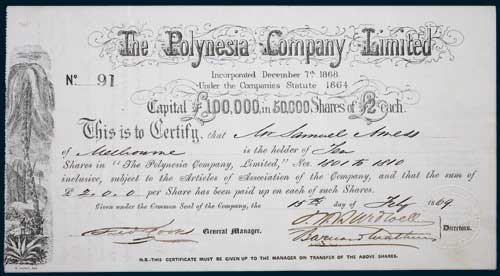 The Polynesia Company Limited
Incorporated December 7th 1868
Under the Companies Statute 1864
No 91
Capital £100,000, in 50,000 Shares of £2 each.
This is to Certify, that Mr Samuel Amess
of Melbourne is the holder of Ten
Shares in "The Polynesia Company, Limited," Nos. 1801 to 1810
inclusive, subject to the Articles of Association of the Company, and that the sum of
£ 2 . 0 . 0 per Share has been paid up on each of such Shares.
Given under the Common Seal of the Company, the 15th day of July 1869
General Manager.
Directors.
N.B.-THIS CERTIFICATE MUST BE GIVEN UP TO THE MANAGER ON TRANSFER OF THE ABOVE SHARES.